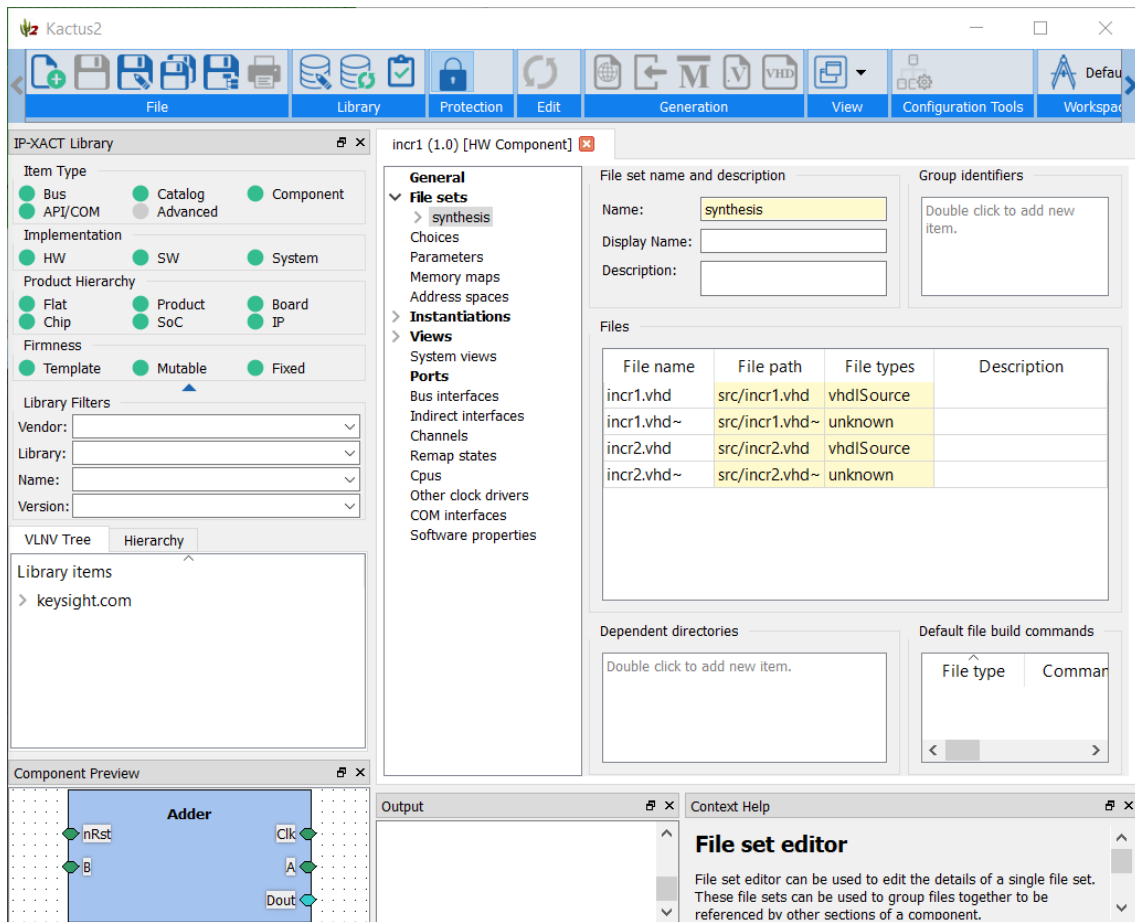 Kactus2
File
Library
Protection
Edit
Generation
View
Configuration Tools
Defau
Workspac
IP-XACT Library
Item Type
Bus
Catalog
Component
API/COM
Advanced
Implementation
HW
SW
System
Product Hierarchy
Flat
Product
Board
Chip
SoC
IP
Firmness
Template
Mutable
Fixed
Library Filters
Vendor:
Library:
Name:
Version:
VLNV Tree
Hierarchy
Library items
keysight.com
Component Preview
Adder
nRst
Clk
B
A
Dout
incr1 (1.0) [HW Component]
General
File sets
synthesis
Choices
Parameters
Memory maps
Address spaces
Instantiations
Views
System views
Ports
Bus interfaces
Indirect interfaces
Channels
Remap states
Cpus
Other clock drivers
COM interfaces
Software properties
File set name and description
Name:
synthesis
Display Name:
Description:
Group identifiers
Double click to add new
item.
Files
File name File path File types Description
incr1.vhd src/incr1.vhd vhdlSource
incr1.vhd~ src/incr1.vhd~ unknown
incr2.vhd src/incr2.vhd vhdlSource
incr2.vhd~ src/incr2.vhd~ unknown
Dependent directories
Double click to add new item.
Default file build commands
File type Commar
Output
Context Help
File set editor
File set editor can be used to edit the details of a single file set.
These file sets can be used to group files together to be
referenced by other sections of a component.
M
.V
VHD